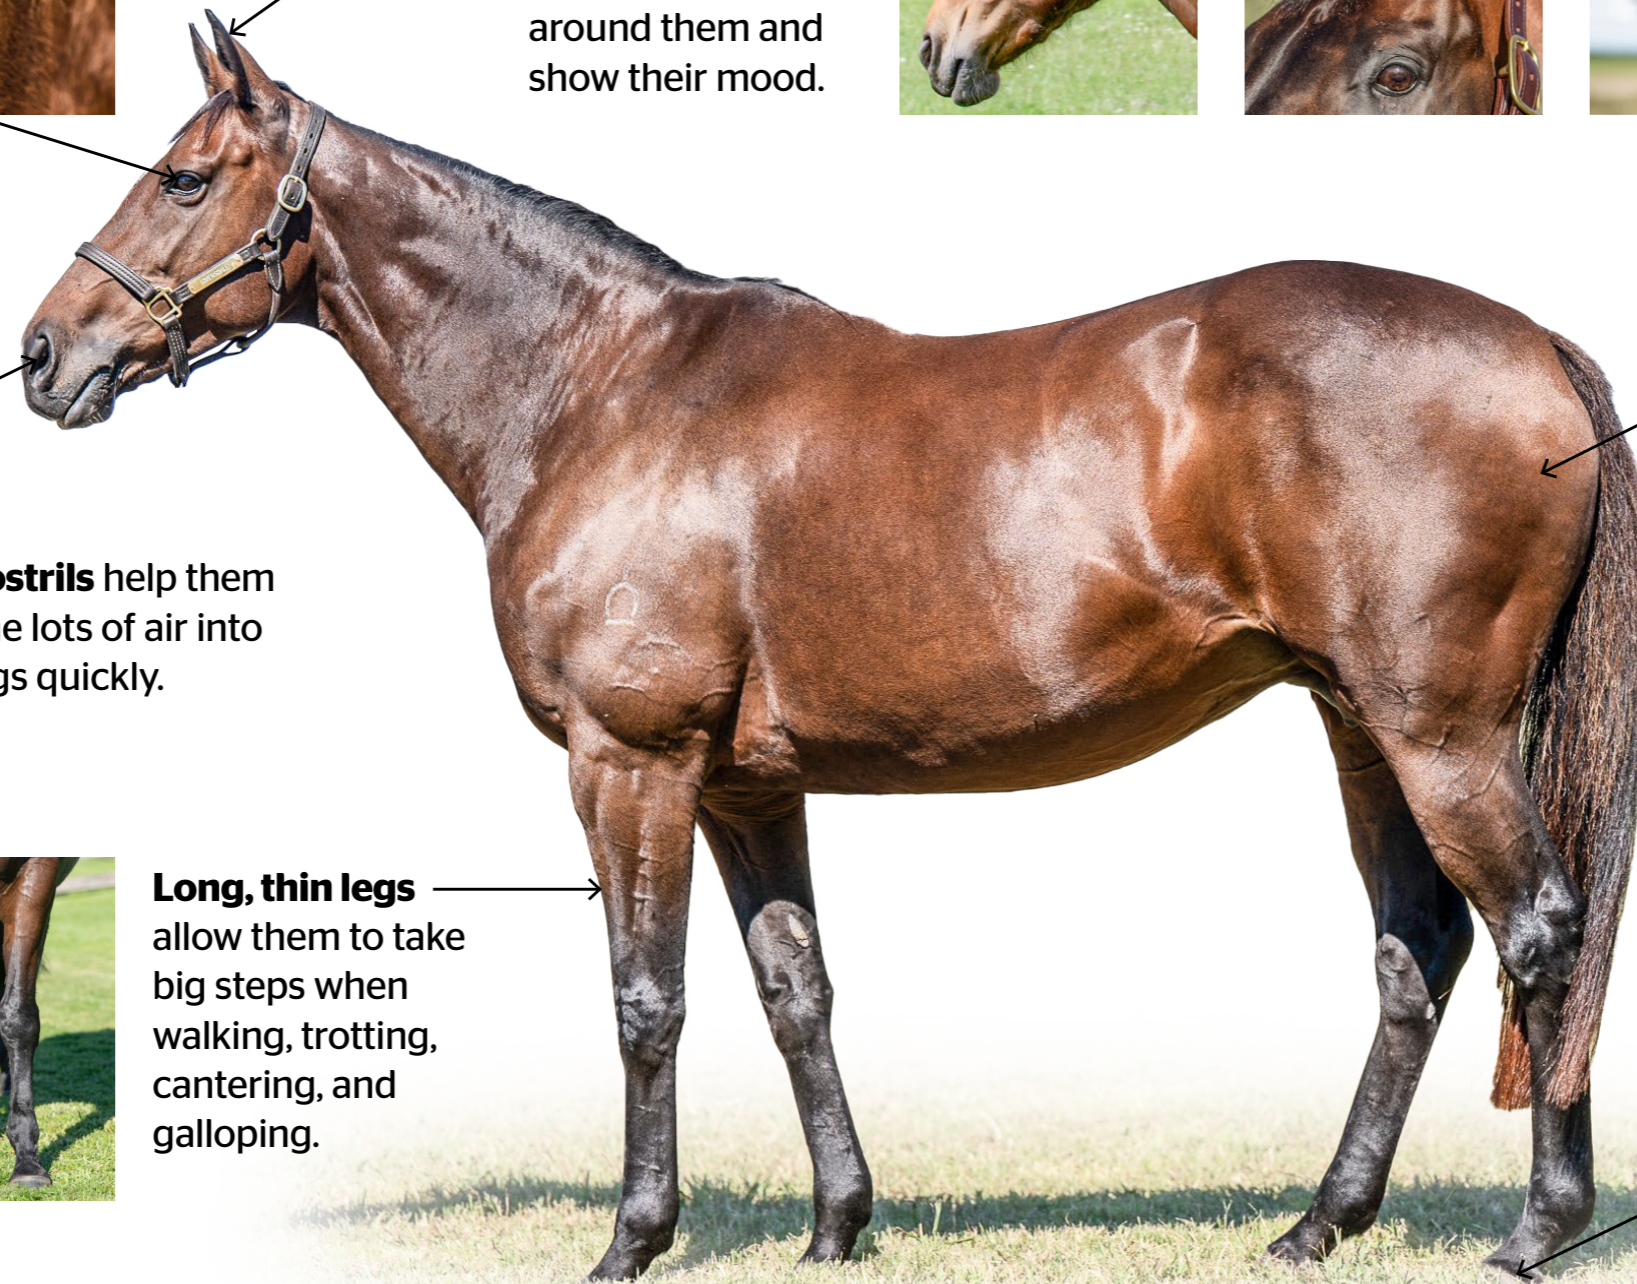 around them and
show their mood.
ostrils help them
e lots of air into
gs quickly.
Long, thin legs
allow them to take
big steps when
walking, trotting,
cantering, and
galloping.